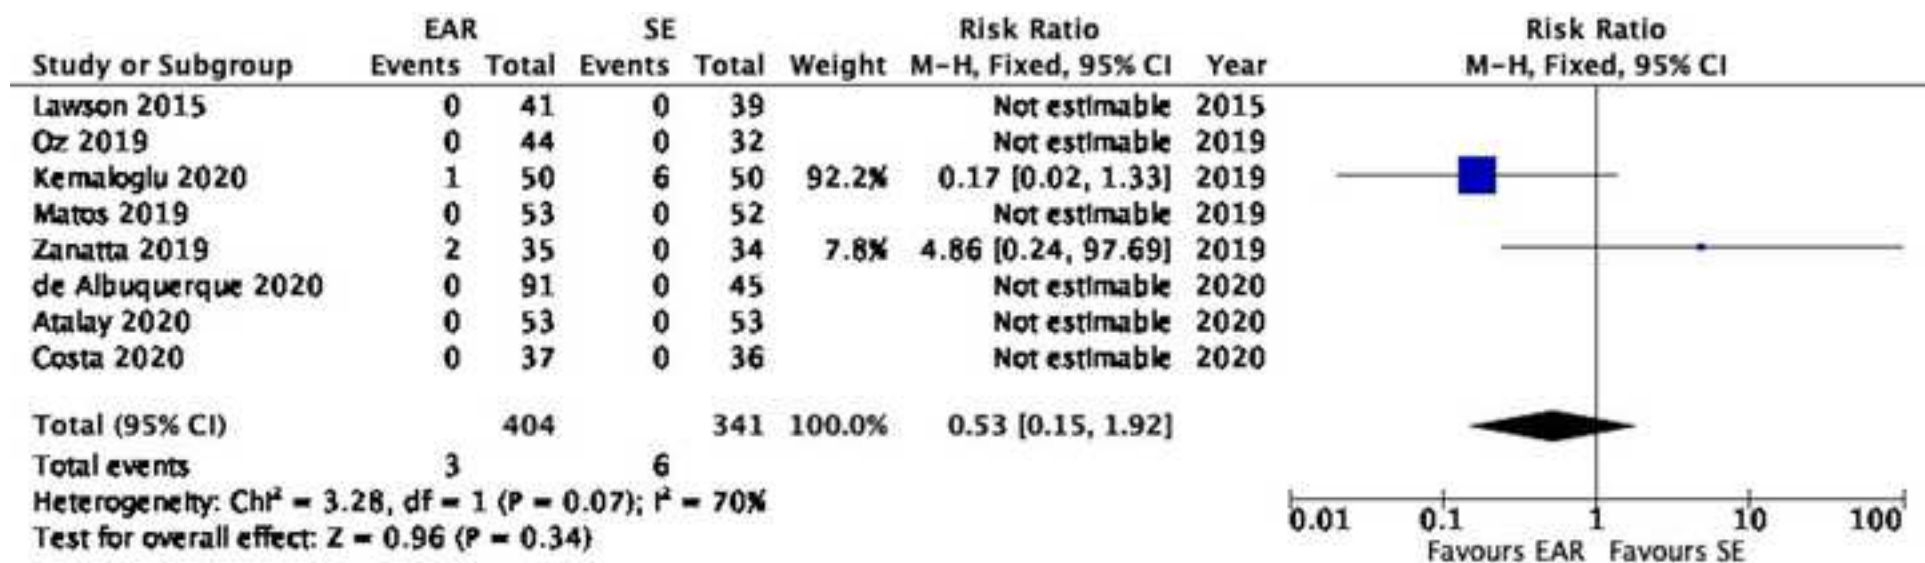 EAR SE Risk Ratio Risk Ratio
Study or Subgroup Events Total Events Total Weight M-H, Fixed, 95% CI Year M-H, Fixed, 95% CI
Lawson 2015 0 41 0 39 Not estimable 2015
Oz 2019 0 44 0 32 Not estimable 2019
Kemaloglu 2020 1 50 6 50 92.2% 0.17 [0.02, 1.33] 2019
Matos 2019 0 53 0 52 Not estimable 2019
Zanatta 2019 2 35 0 34 7.8% 4.86 [0.24, 97.69] 2019
de Albuquerque 2020 0 91 0 45 Not estimable 2020
Atalay 2020 0 53 0 53 Not estimable 2020
Costa 2020 0 37 0 36 Not estimable 2020
Total (95% CI) 404 341 100.0% 0.53 [0.15, 1.92]
Total events 3 6
Heterogeneity: Chi² = 3.28, df = 1 (P = 0.07); I² = 70%
Test for overall effect: Z = 0.96 (P = 0.34)
0.01 0.1 1 10 100
Favours EAR Favours SE